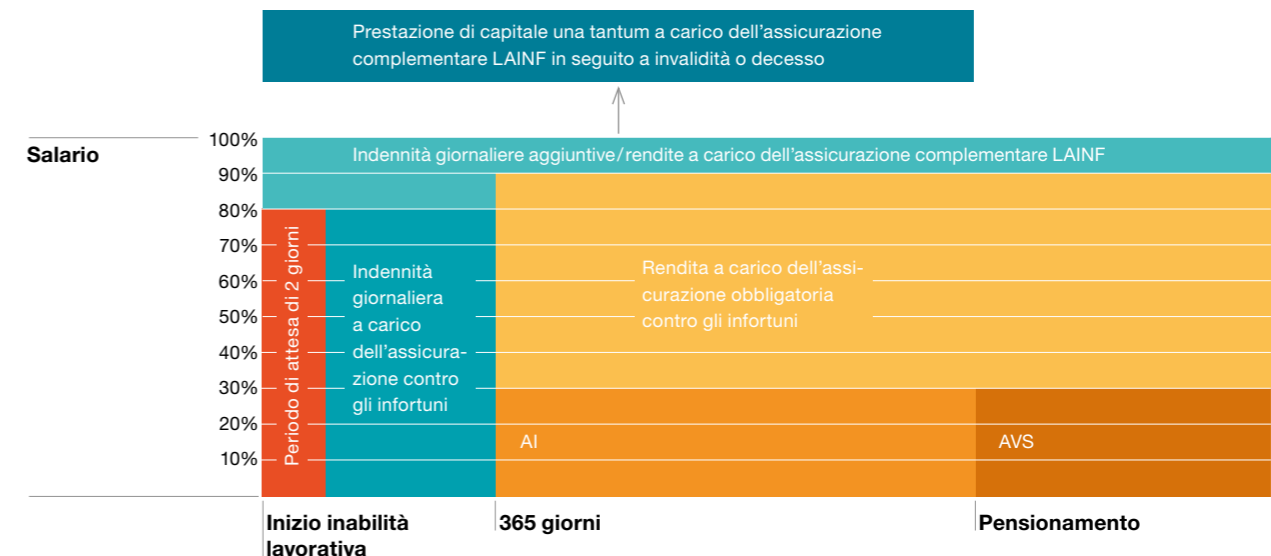 Prestazione di capitale una tantum a carico dell'assicurazione
complementare LAINF in seguito a invalidità o decesso
Salario
100%
Indennità giornaliere aggiuntive/rendite a carico dell'assicurazione complementare LAINF
90%
80%
70%
60%
50%
40%
30%
20%
10%
Periodo di attesa di 2 giorni
Indennità
giornaliera
a carico
dell'assicura-
zione contro
gli infortuni
Rendita a carico dell'assi-
curazione obbligatoria
contro gli infortuni
AI
AVS
Inizio inabilità
lavorativa
365 giorni
Pensionamento